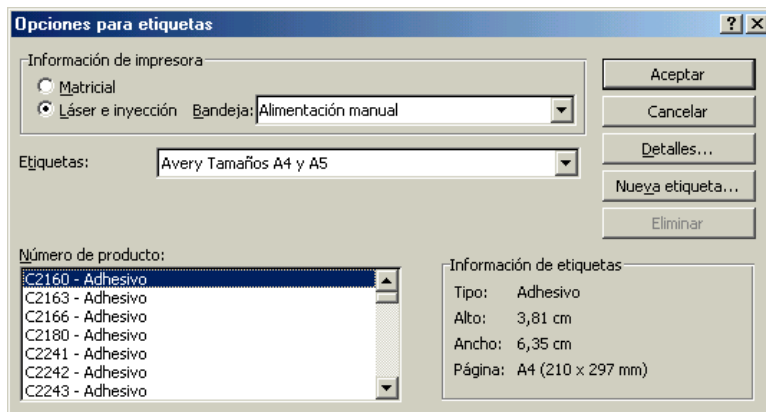 Opciones para etiquetas
Información de impresora
Matricial
Láser e inyección Bandeja: Alimentación manual
Etiquetas: Avery Tamaños A4 y A5
Aceptar
Cancelar
Detalles...
Nueva etiqueta...
Eliminar
Número de producto:
C2160 - Adhesivo
C2163 - Adhesivo
C2166 - Adhesivo
C2180 - Adhesivo
C2241 - Adhesivo
C2242 - Adhesivo
C2243 - Adhesivo
Información de etiquetas
Tipo: Adhesivo
Alto: 3,81 cm
Ancho: 6,35 cm
Página: A4 (210 x 297 mm)